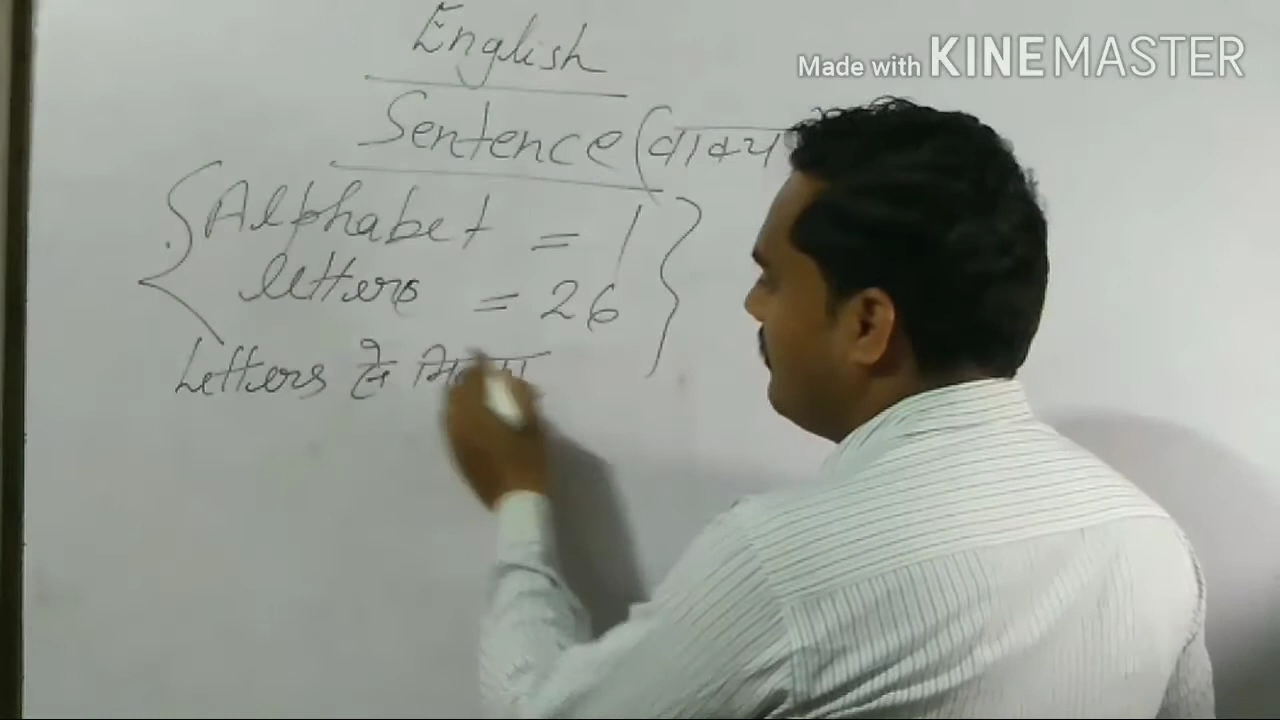 English
Made with KINEMASTER
Sentence (वाक्य
Alphabet = 1
letters = 26
Letters के